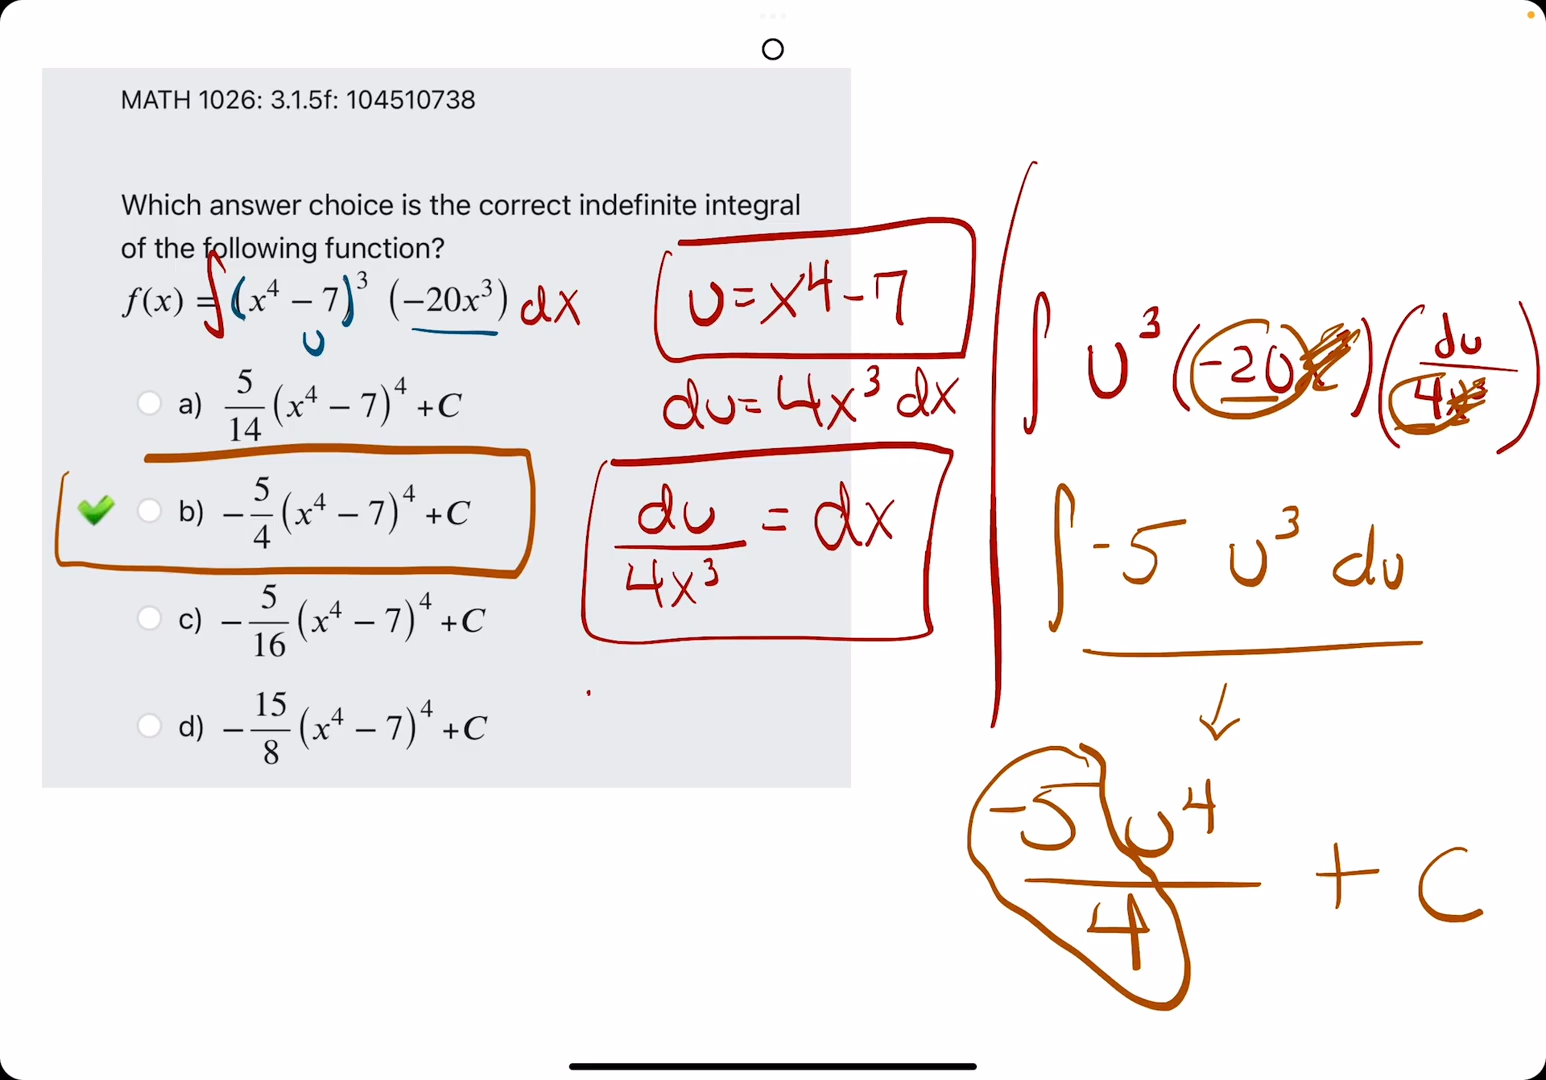 MATH 1026: 3.1.5f: 104510738
Which answer choice is the correct indefinite integral
of the following function?
f(x) = ∫(x⁴ − 7)³ (−20x³) dx
u
a) 5/14 (x⁴ − 7)⁴ +C
b) −5/4 (x⁴ − 7)⁴ +C
c) −5/16 (x⁴ − 7)⁴ +C
d) −15/8 (x⁴ − 7)⁴ +C
u = x⁴ − 7
du = 4x³ dx
du/4x³ = dx
∫ u³ (−20x³) (du/4x³)
∫ −5 u³ du
−5u⁴/4 + C